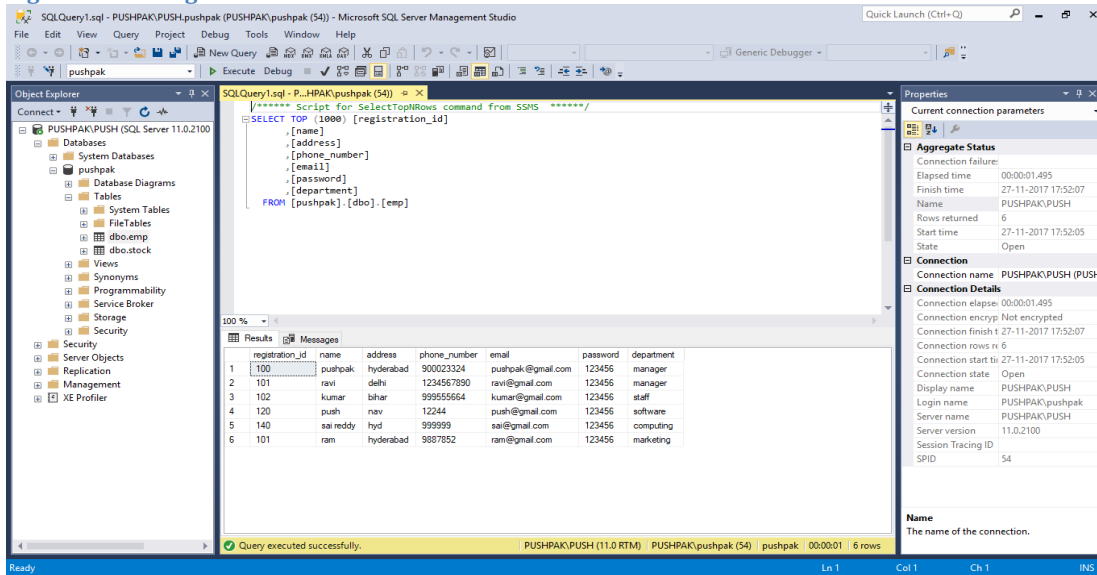 SQLQuery1.sql - PUSHPAK\PUSH.pushpak (PUSHPAK\pushpak (54)) - Microsoft SQL Server Management Studio
Quick Launch (Ctrl+Q)
File Edit View Query Project Debug Tools Window Help
New Query
Generic Debugger
pushpak
Execute Debug
Object Explorer
Connect
PUSHPAK\PUSH (SQL Server 11.0.2100
Databases
System Databases
pushpak
Database Diagrams
Tables
System Tables
FileTables
dbo.emp
dbo.stock
Views
Synonyms
Programmability
Service Broker
Storage
Security
Security
Server Objects
Replication
Management
XE Profiler
SQLQuery1.sql - P...HPAK\pushpak (54))
/****** Script for SelectTopNRows command from SSMS ******/
SELECT TOP (1000) [registration_id]
,[name]
,[address]
,[phone_number]
,[email]
,[password]
,[department]
FROM [pushpak].[dbo].[emp]
100 %
Results Messages
registration_id name address phone_number email password department
1 100 pushpak hyderabad 900023324 pushpak@gmail.com 123456 manager
2 101 ravi delhi 1234567890 ravi@gmail.com 123456 manager
3 102 kumar bihar 999555664 kumar@gmail.com 123456 staff
4 120 push nav 12244 push@gmail.com 123456 software
5 140 sai reddy hyd 999999 sai@gmail.com 123456 computing
6 101 ram hyderabad 9887852 ram@gmail.com 123456 marketing
Query executed successfully.
PUSHPAK\PUSH (11.0 RTM) PUSHPAK\pushpak (54) pushpak 00:00:01 6 rows
Properties
Current connection parameters
Aggregate Status
Connection failure:
Elapsed time 00:00:01.495
Finish time 27-11-2017 17:52:07
Name PUSHPAK\PUSH
Rows returned 6
Start time 27-11-2017 17:52:05
State Open
Connection
Connection name PUSHPAK\PUSH (PUSH
Connection Details
Connection elapse 00:00:01.495
Connection encryp Not encrypted
Connection finish t 27-11-2017 17:52:07
Connection rows r 6
Connection start ti 27-11-2017 17:52:05
Connection state Open
Display name PUSHPAK\PUSH
Login name PUSHPAK\pushpak
Server name PUSHPAK\PUSH
Server version 11.0.2100
Session Tracing ID
SPID 54
Name
The name of the connection.
Ready
Ln 1 Col 1 Ch 1 INS